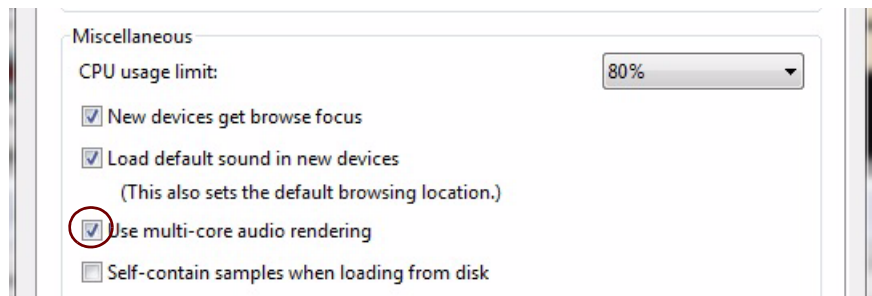 Miscellaneous
CPU usage limit: 80%
New devices get browse focus
Load default sound in new devices
(This also sets the default browsing location.)
Use multi-core audio rendering
Self-contain samples when loading from disk